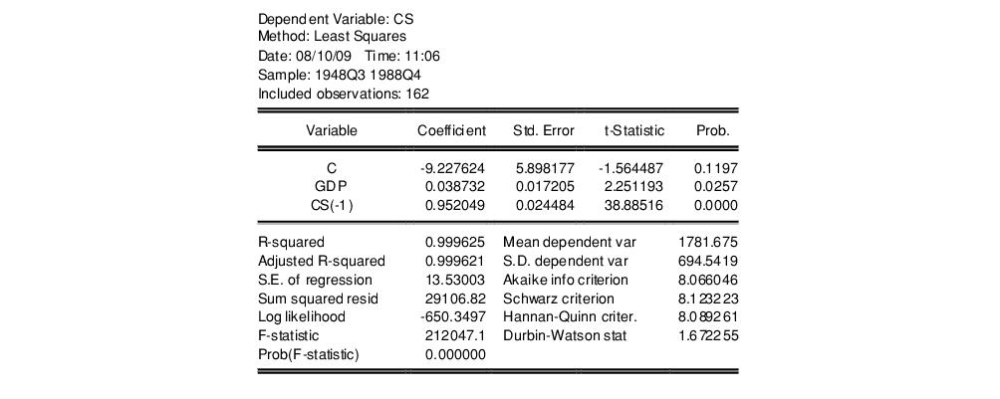 Dependent Variable: CS
Method: Least Squares
Date: 08/10/09 Time: 11:06
Sample: 1948Q3 1988Q4
Included observations: 162
Variable Coefficient Std. Error t-Statistic Prob.
C -9.227624 5.898177 -1.564487 0.1197
GDP 0.038732 0.017205 2.251193 0.0257
CS(-1) 0.952049 0.024484 38.88516 0.0000
R-squared 0.999625 Mean dependent var 1781.675
Adjusted R-squared 0.999621 S.D. dependent var 694.5419
S.E. of regression 13.53003 Akaike info criterion 8.066046
Sum squared resid 29106.82 Schwarz criterion 8.123223
Log likelihood -650.3497 Hannan-Quinn criter. 8.089261
F-statistic 212047.1 Durbin-Watson stat 1.672255
Prob(F-statistic) 0.000000